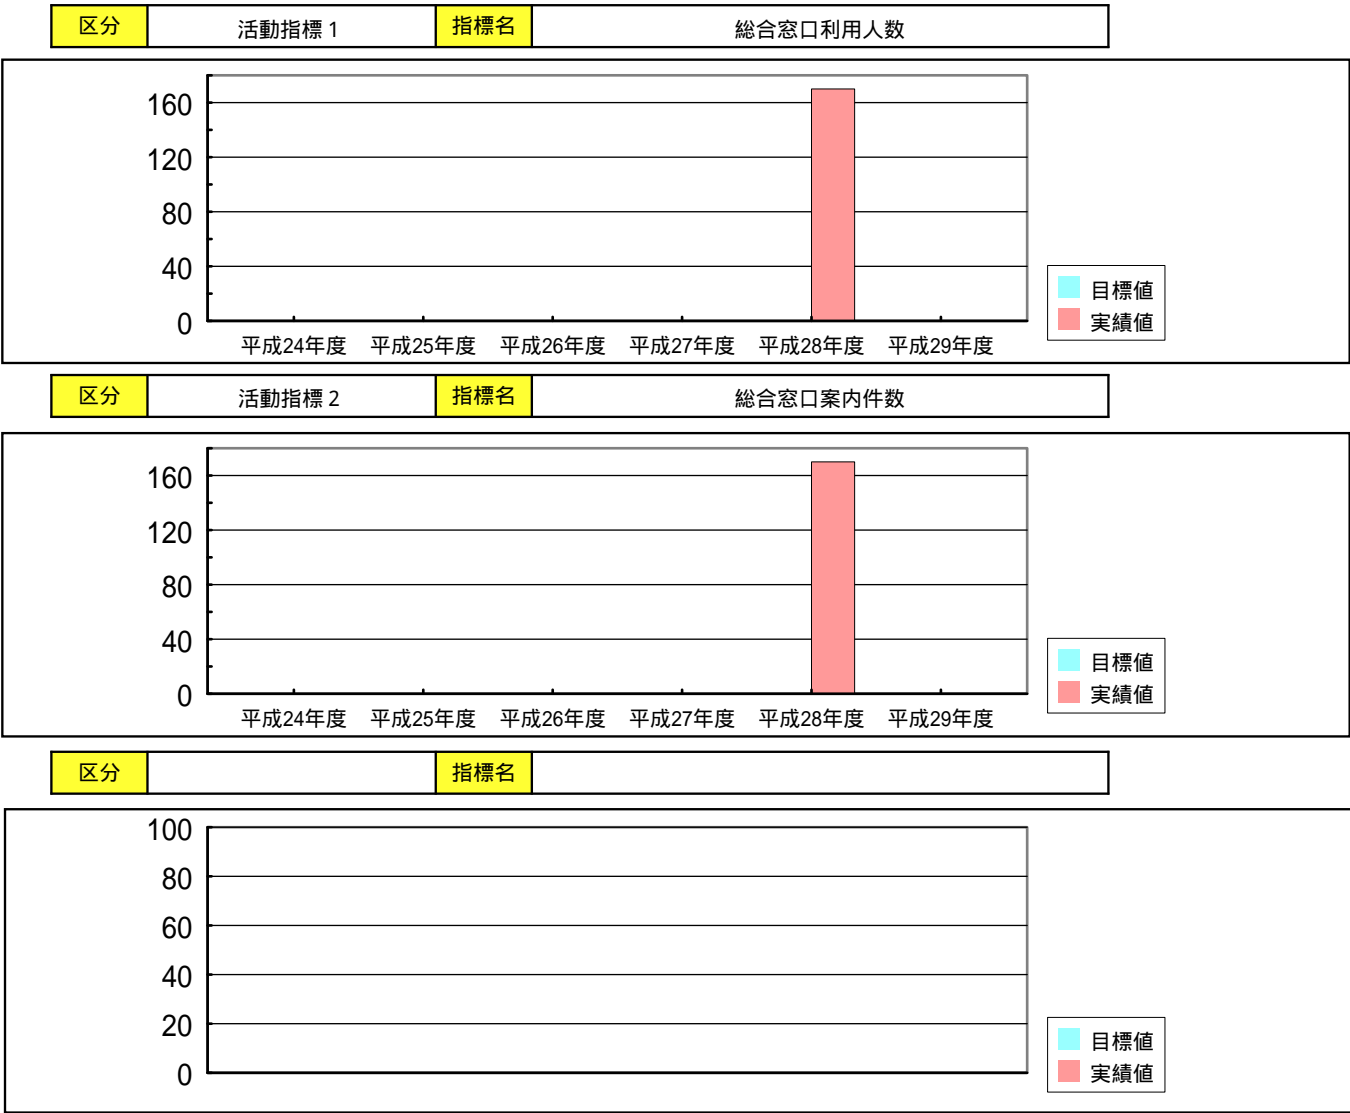 区分 活動指標1 指標名 総合窓口利用人数
160
120
80
40
0
目標値
実績値
平成24年度 平成25年度 平成26年度 平成27年度 平成28年度 平成29年度
区分 活動指標2 指標名 総合窓口案内件数
160
120
80
40
0
目標値
実績値
平成24年度 平成25年度 平成26年度 平成27年度 平成28年度 平成29年度
区分 指標名
100
80
60
40
20
0
目標値
実績値